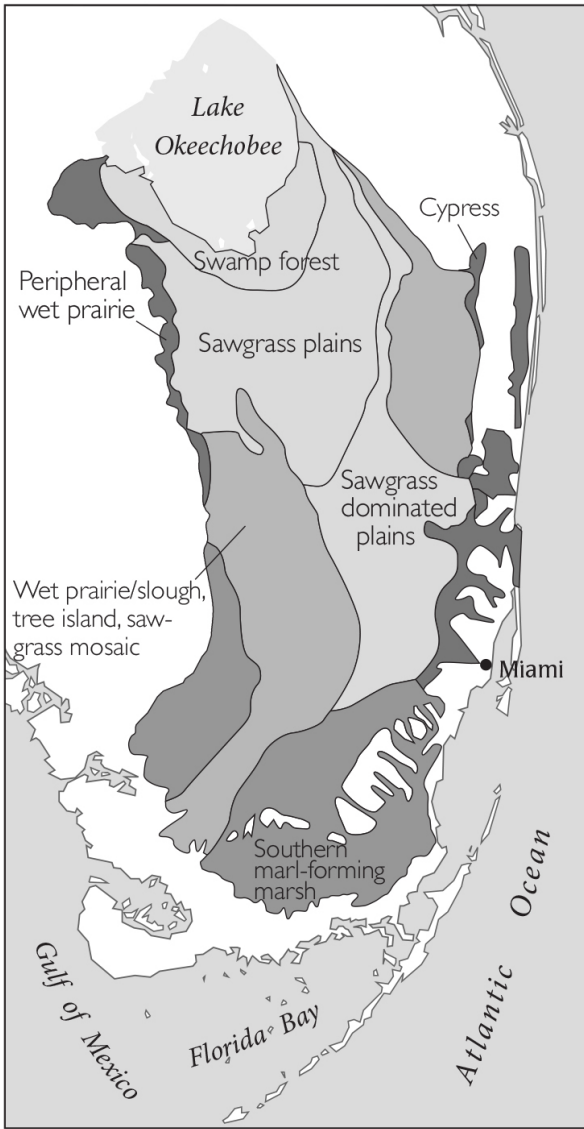 Lake
Okeechobee
Cypress
Swamp forest
Peripheral
wet prairie
Sawgrass plains
Sawgrass
dominated
plains
Wet prairie/slough,
tree island, saw-
grass mosaic
Miami
Southern
marl-forming
marsh
Gulf of Mexico
Florida Bay
Atlantic Ocean